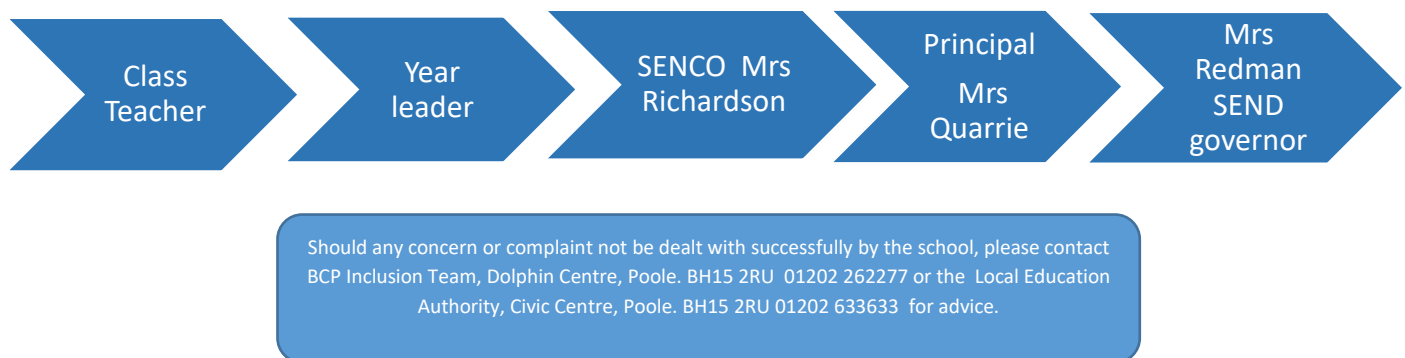 Class
Teacher
Year
leader
SENCO  Mrs
Richardson
Principal
Mrs
Quarrie
Mrs
Redman
SEND
governor
Should any concern or complaint not be dealt with successfully by the school, please contact
BCP Inclusion Team, Dolphin Centre, Poole. BH15 2RU  01202 262277 or the  Local Education
Authority, Civic Centre, Poole. BH15 2RU 01202 633633  for advice.